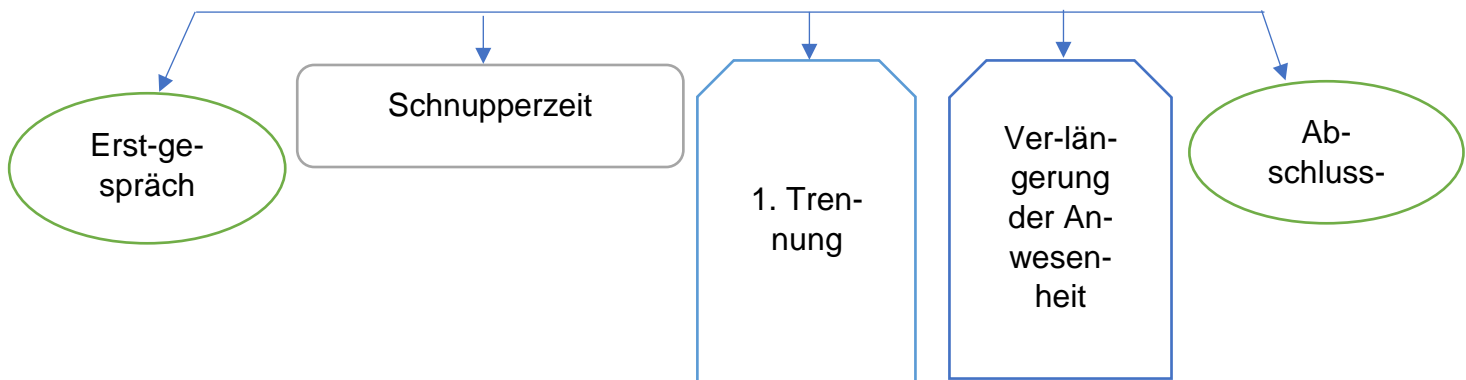 Erst-ge-
spräch
Schnupperzeit
1. Tren-
nung
Ver-län-
gerung
der An-
wesen-
heit
Ab-
schluss-